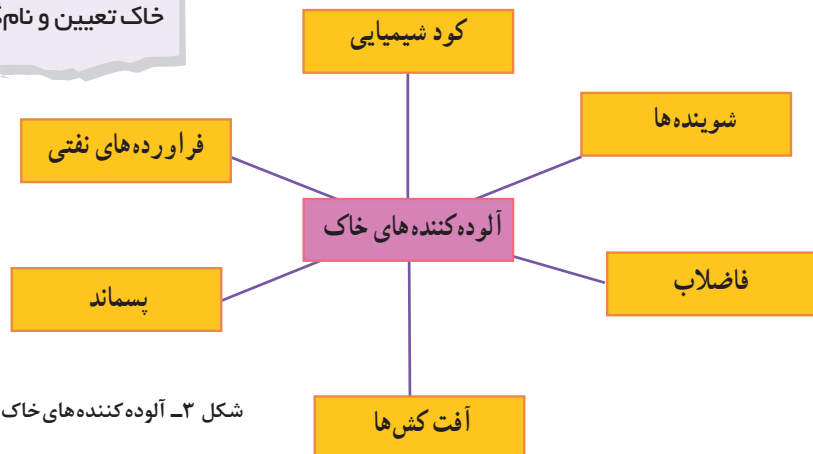 خاک تعیین و
کود شیمیایی
شوینده‌ها
فراورده‌های نفتی
آلوده‌کننده‌های خاک
فاضلاب
پسماند
آفت کش‌ها
شکل ۳ــ آلوده‌کننده‌های خاک